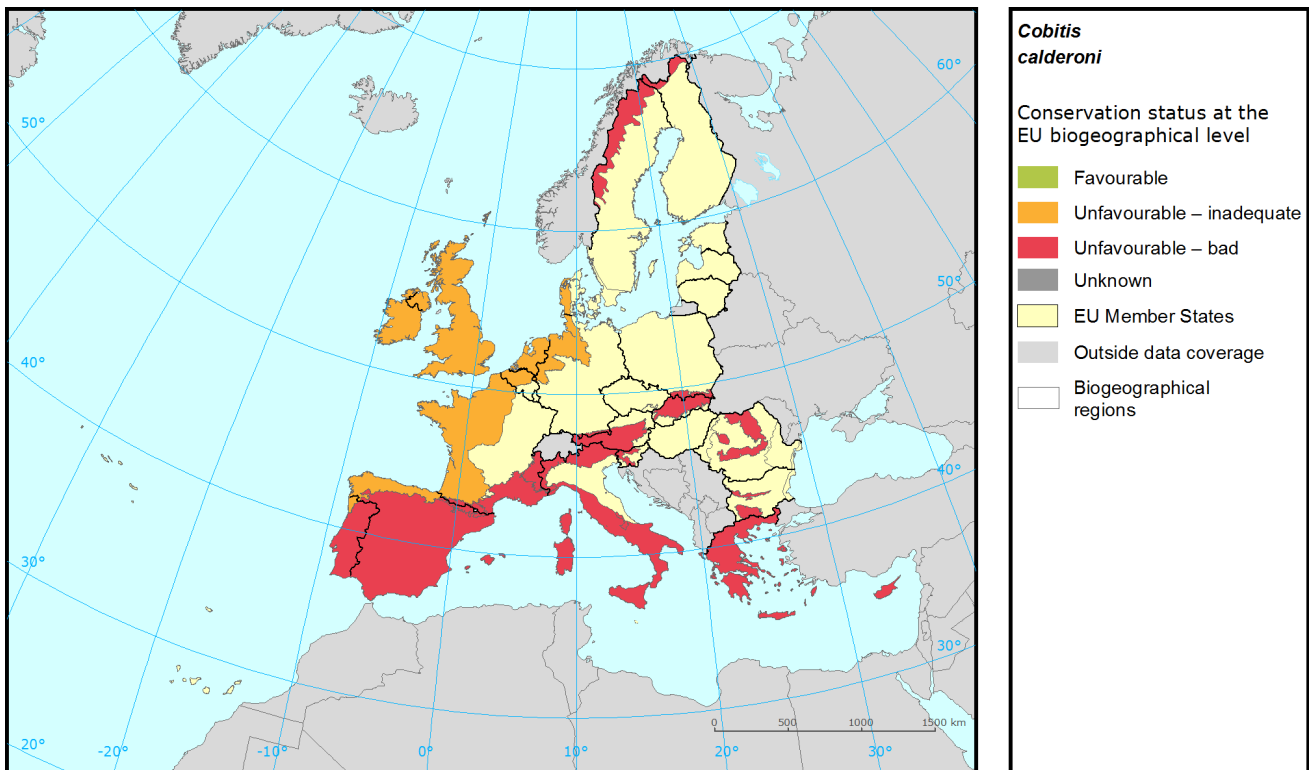 60°
50°
50°
40°
40°
30°
30°
20°
-20°
-10°
0°
10°
20°
30°
0
500
1000
1500 km
Cobitis
calderoni
Conservation status at the
EU biogeographical level
Favourable
Unfavourable – inadequate
Unfavourable – bad
Unknown
EU Member States
Outside data coverage
Biogeographical
regions